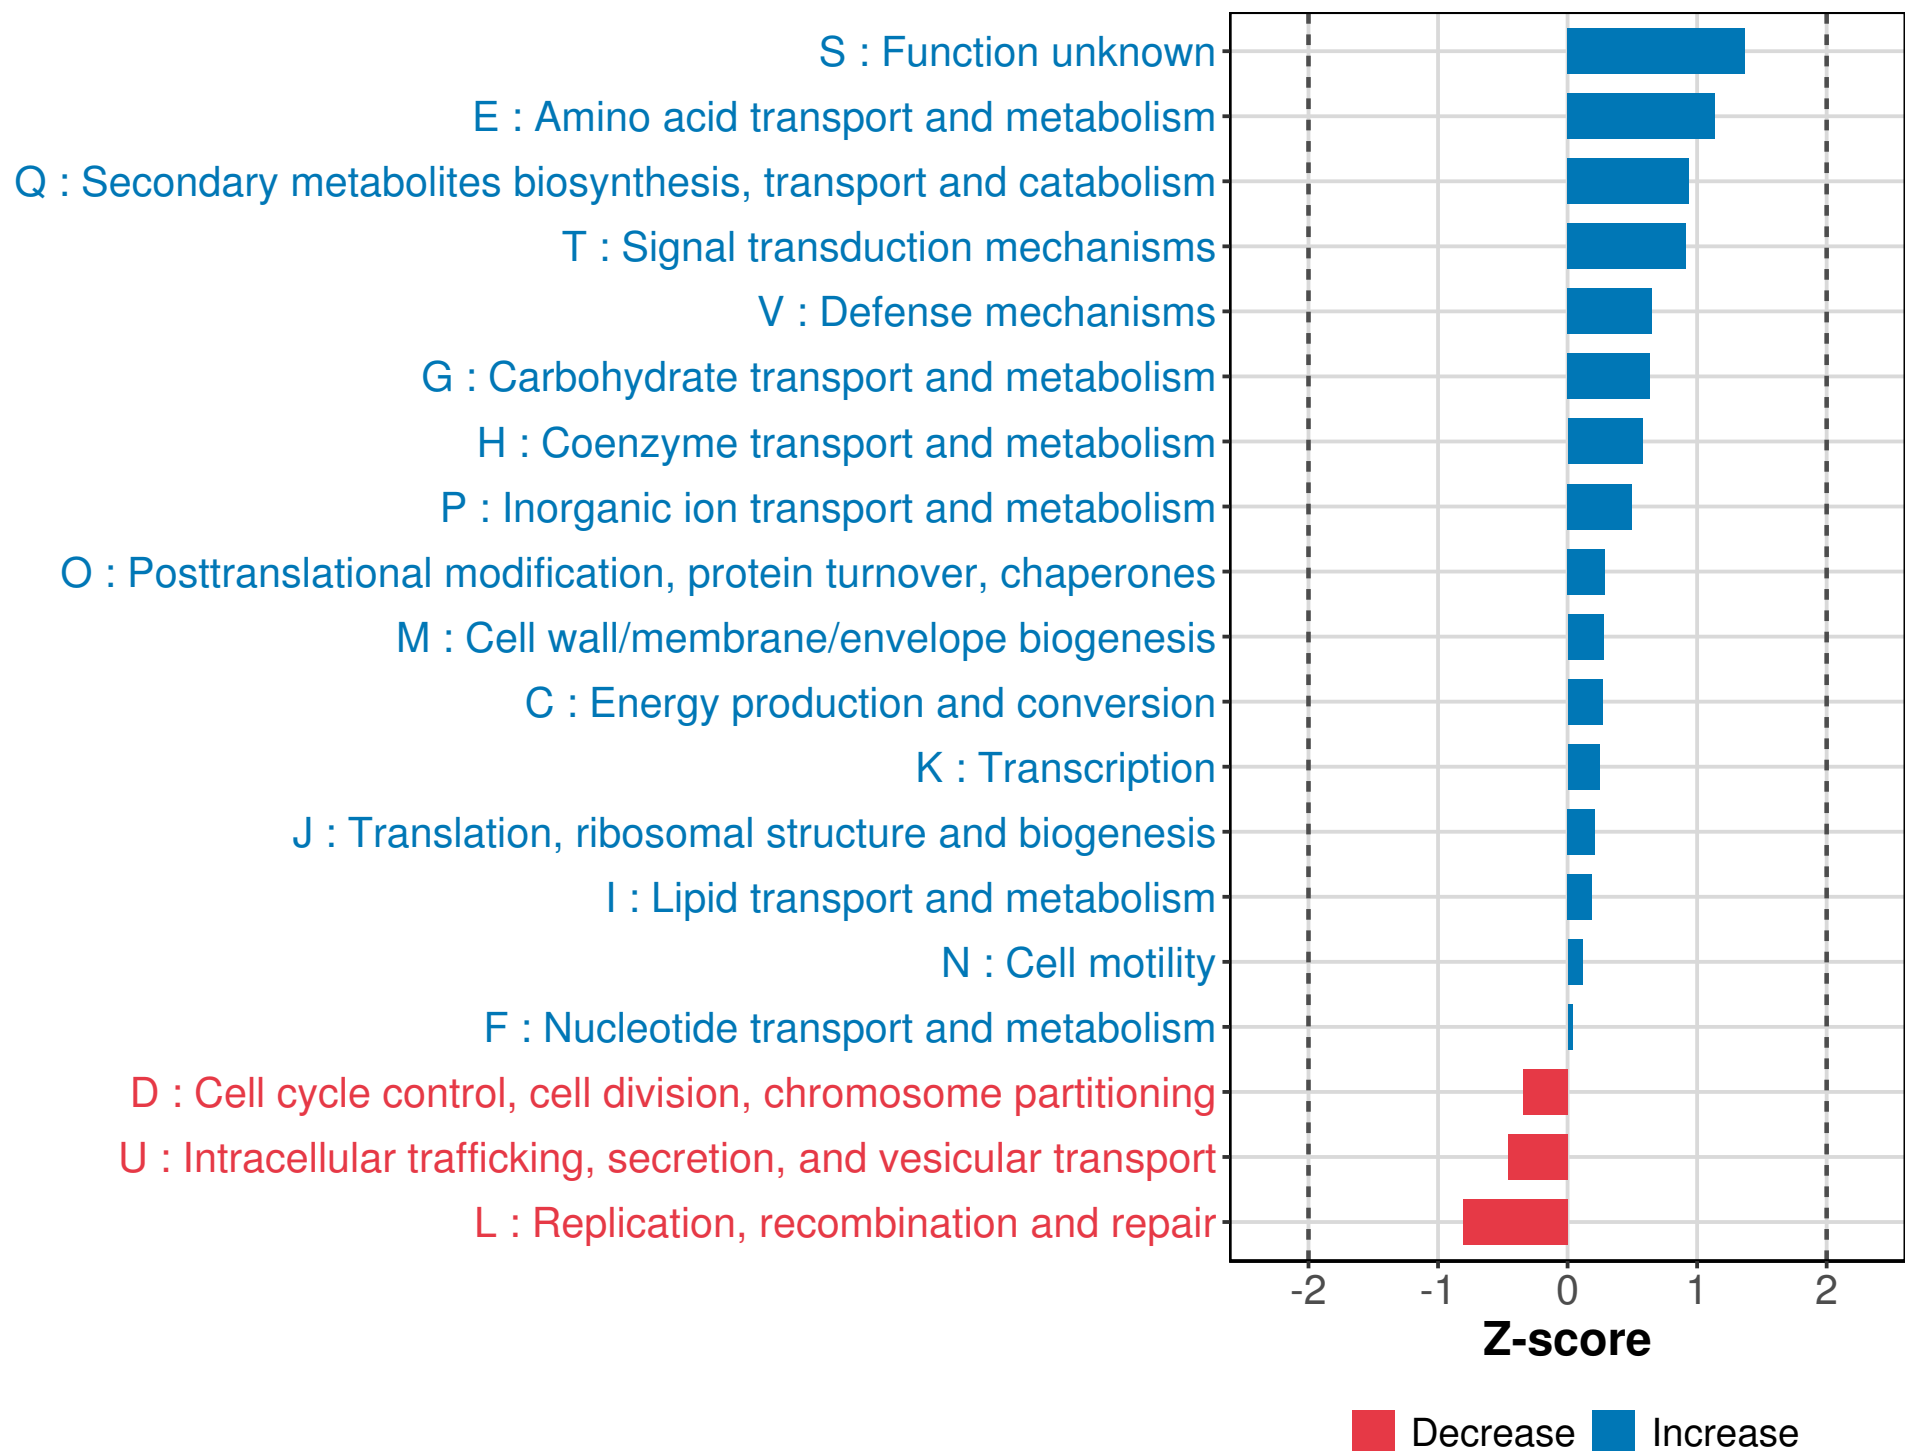 S : Function unknown
E : Amino acid transport and metabolism
Q : Secondary metabolites biosynthesis, transport and catabolism
T : Signal transduction mechanisms
V : Defense mechanisms
G : Carbohydrate transport and metabolism
H : Coenzyme transport and metabolism
P : Inorganic ion transport and metabolism
O : Posttranslational modification, protein turnover, chaperones
M : Cell wall/membrane/envelope biogenesis
C : Energy production and conversion
K : Transcription
J : Translation, ribosomal structure and biogenesis
I : Lipid transport and metabolism
N : Cell motility
F : Nucleotide transport and metabolism
D : Cell cycle control, cell division, chromosome partitioning
U : Intracellular trafficking, secretion, and vesicular transport
L : Replication, recombination and repair
-2 -1 0 1 2
Z-score
Decrease Increase